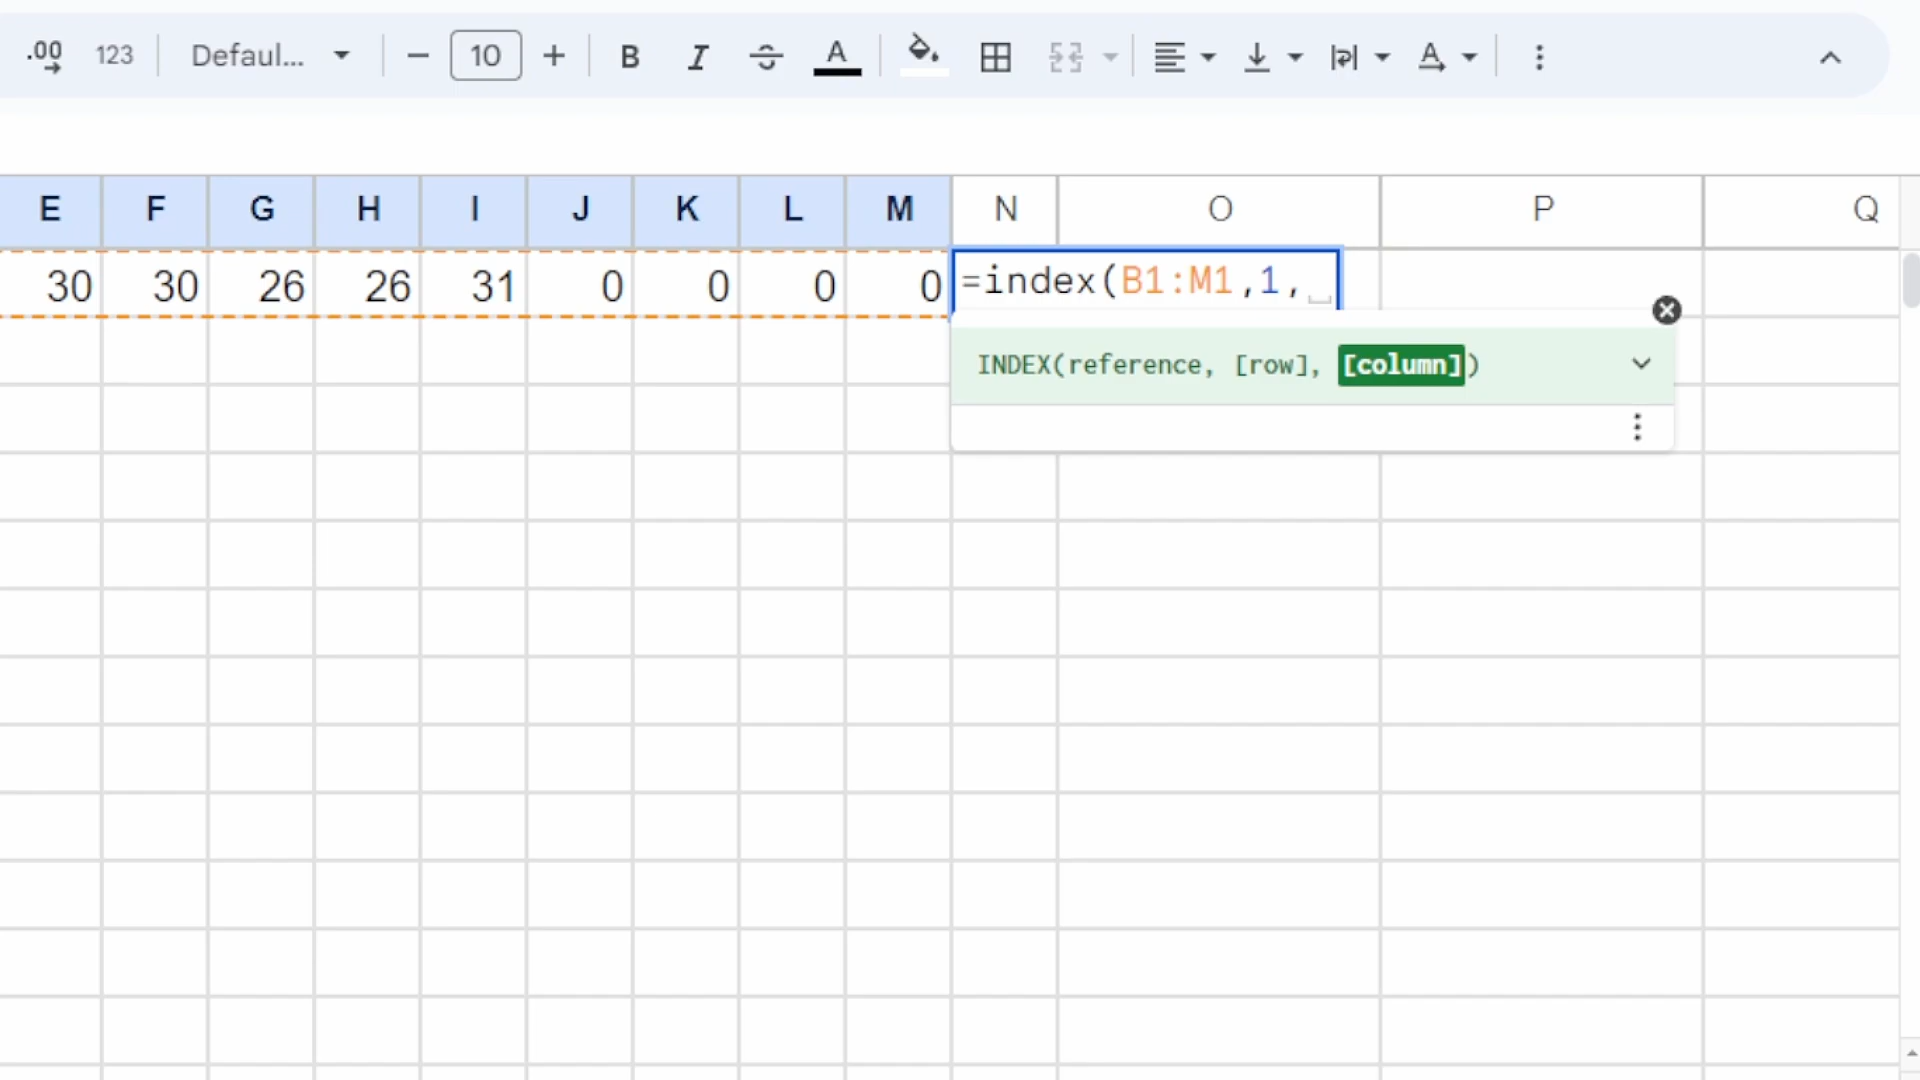 .00 123 Defaul... 10 B I A A
E F G H I J K L M N O P Q
30 30 26 26 31 0 0 0 0 =index(B1:M1,1,
INDEX(reference, [row], [column])